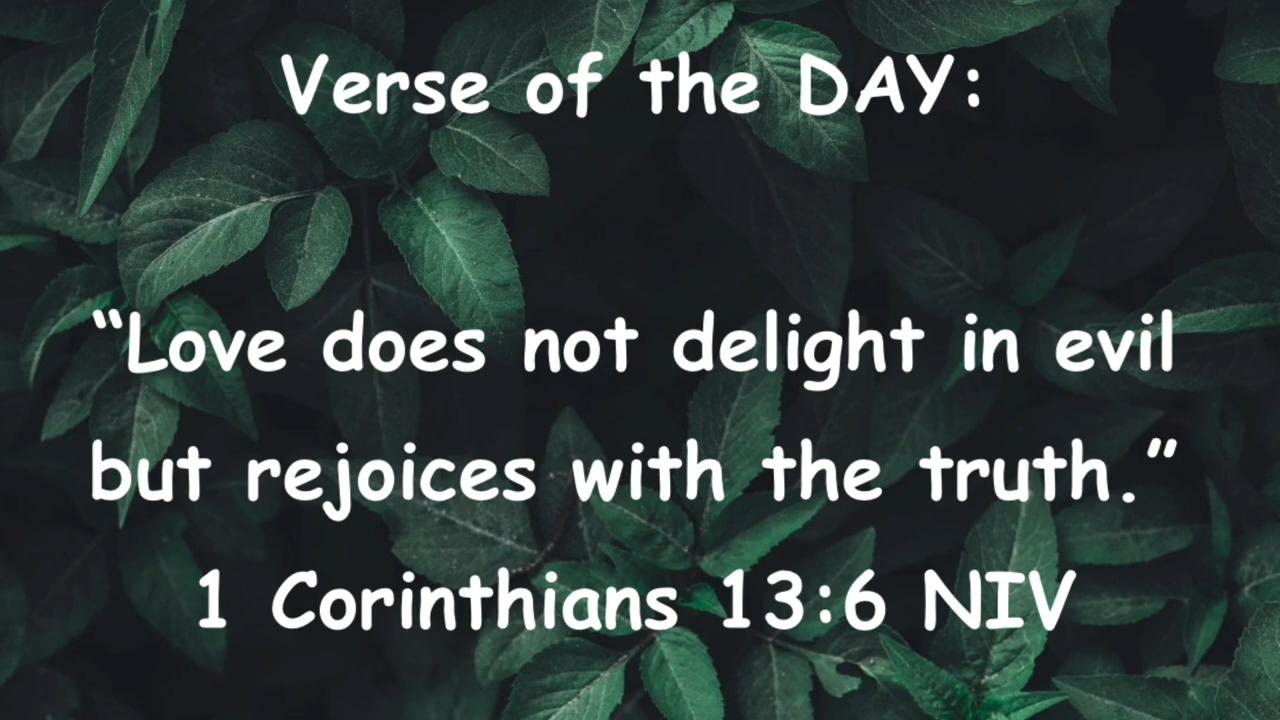 Verse of the DAY:
“Love does not delight in evil
but rejoices with the truth.”
1 Corinthians 13:6 NIV